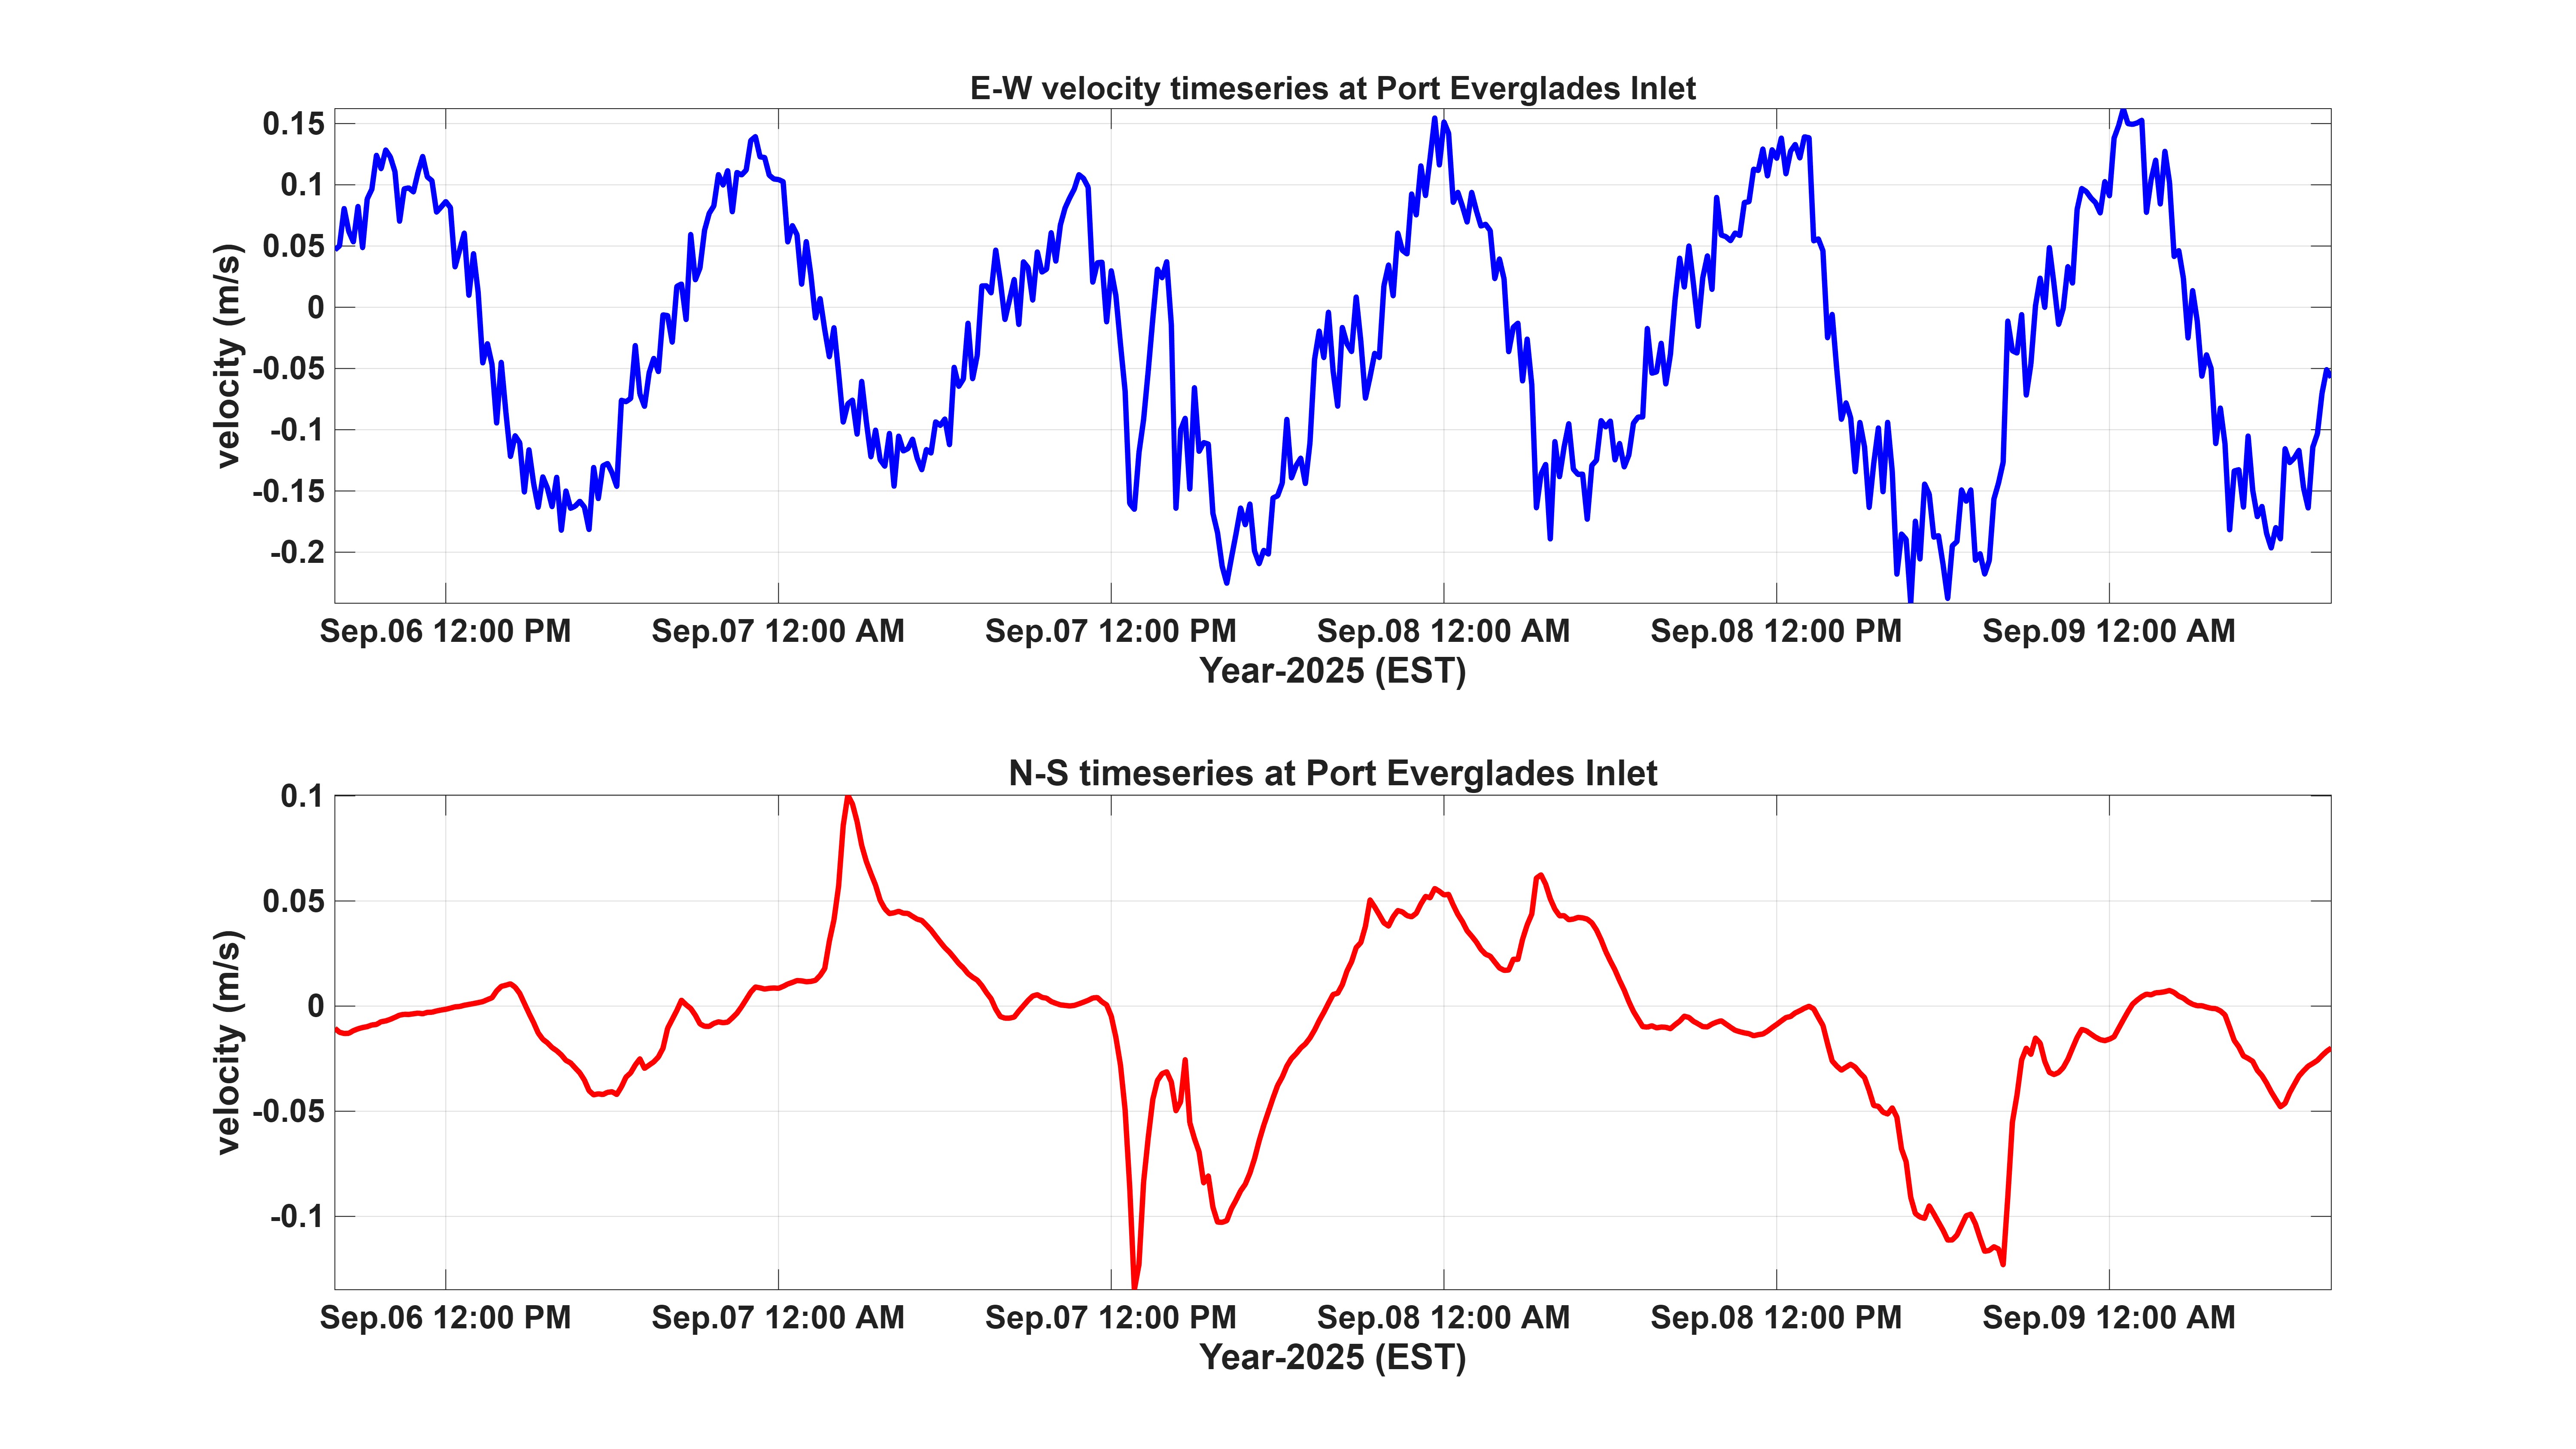 E-W velocity timeseries at Port Everglades Inlet
0.15
0.1
0.05
0
-0.05
-0.1
-0.15
-0.2
velocity (m/s)
Sep.06 12:00 PM Sep.07 12:00 AM Sep.07 12:00 PM Sep.08 12:00 AM Sep.08 12:00 PM Sep.09 12:00 AM
Year-2025 (EST)
N-S timeseries at Port Everglades Inlet
0.1
0.05
0
-0.05
-0.1
velocity (m/s)
Sep.06 12:00 PM Sep.07 12:00 AM Sep.07 12:00 PM Sep.08 12:00 AM Sep.08 12:00 PM Sep.09 12:00 AM
Year-2025 (EST)